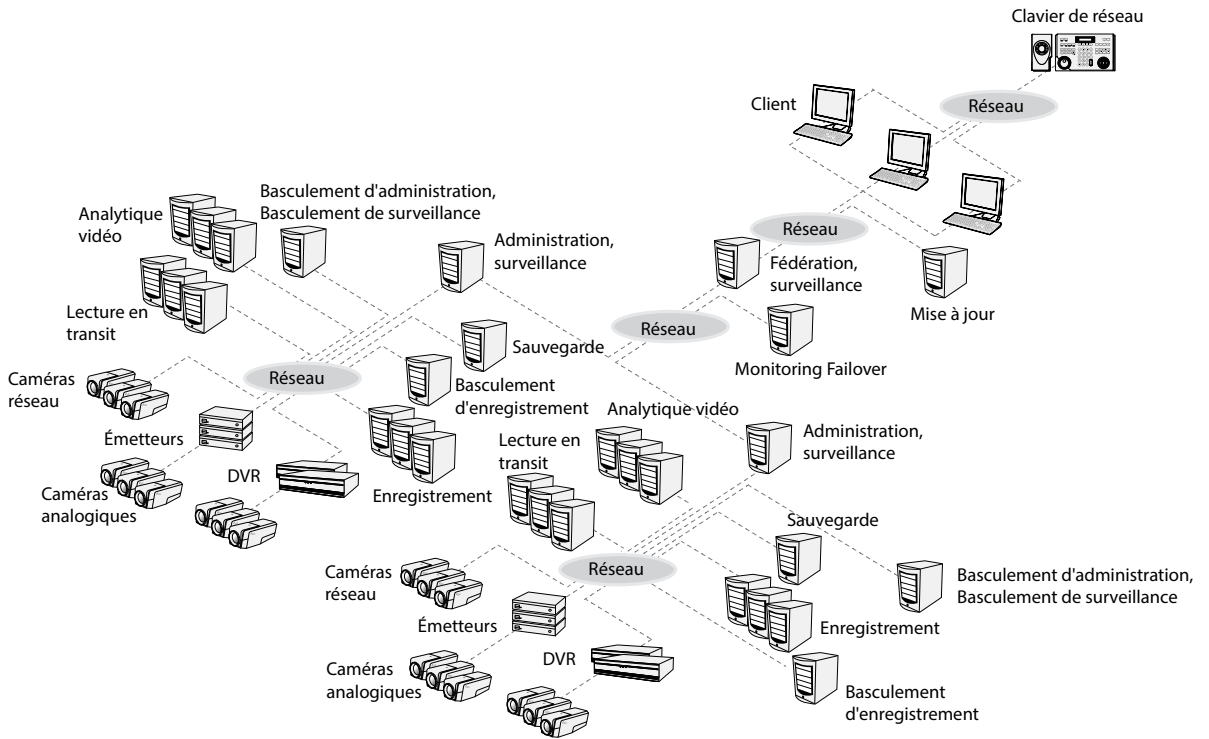 Clavier de réseau
Client
Réseau
Basculement d'administration,
Basculement de surveillance
Analytique
vidéo
Administration,
surveillance
Réseau
Fédération,
surveillance
Mise à jour
Lecture en
transit
Réseau
Sauvegarde
Monitoring Failover
Caméras
réseau
Réseau
Basculement
d'enregistrement
Analytique vidéo
Émetteurs
Lecture en
transit
Administration,
surveillance
DVR
Enregistrement
Caméras
analogiques
Sauvegarde
Caméras
réseau
Réseau
Basculement d'administration,
Basculement de surveillance
Émetteurs
Enregistrement
DVR
Caméras
analogiques
Basculement
d'enregistrement